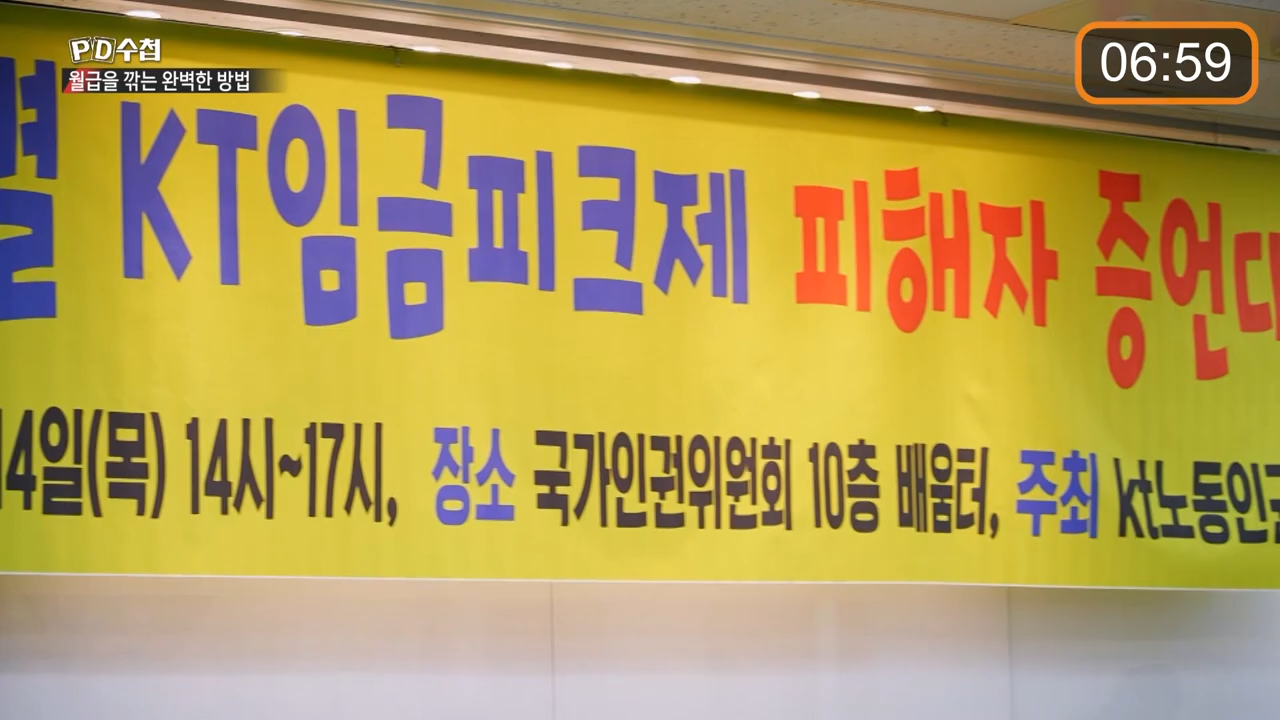 PD수첩
월급을 깎는 완벽한 방법
06:59
별 KT임금피크제 피해자 증언대
14일(목) 14시~17시, 장소 국가인권위원회 10층 배움터, 주최 kt노동인권